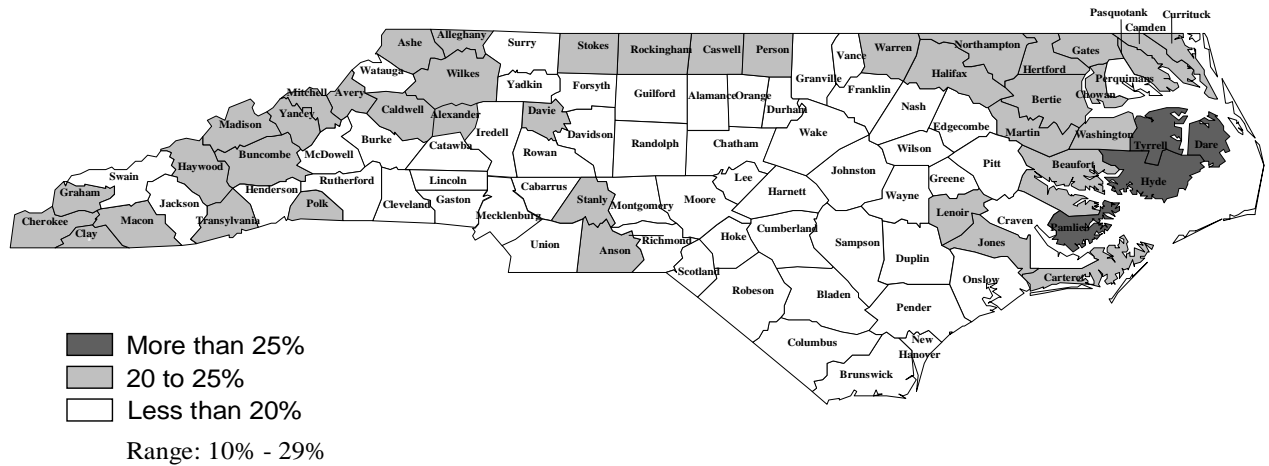 Pasquotank
Currituck
Camden
Ashe
Alleghany
Surry
Stokes
Rockingham
Caswell
Person
Vance
Warren
Northampton
Gates
Hertford
Halifax
Watauga
Wilkes
Yadkin
Forsyth
Guilford
Alamance
Orange
Durham
Granville
Franklin
Nash
Bertie
Chowan
Perquimans
Mitchell
Avery
Yancey
Caldwell
Alexander
Davie
Iredell
Davidson
Randolph
Chatham
Wake
Edgecombe
Martin
Washington
Tyrrell
Dare
Madison
Buncombe
McDowell
Burke
Catawba
Rowan
Wilson
Pitt
Beaufort
Hyde
Haywood
Swain
Graham
Jackson
Henderson
Rutherford
Lincoln
Cabarrus
Stanly
Montgomery
Moore
Lee
Harnett
Johnston
Wayne
Greene
Lenoir
Craven
Pamlico
Cherokee
Macon
Clay
Transylvania
Polk
Cleveland
Gaston
Mecklenburg
Union
Anson
Richmond
Hoke
Cumberland
Sampson
Duplin
Jones
Carteret
Onslow
Scotland
Robeson
Bladen
Pender
Columbus
New
Hanover
Brunswick
More than 25%
20 to 25%
Less than 20%
Range: 10% - 29%